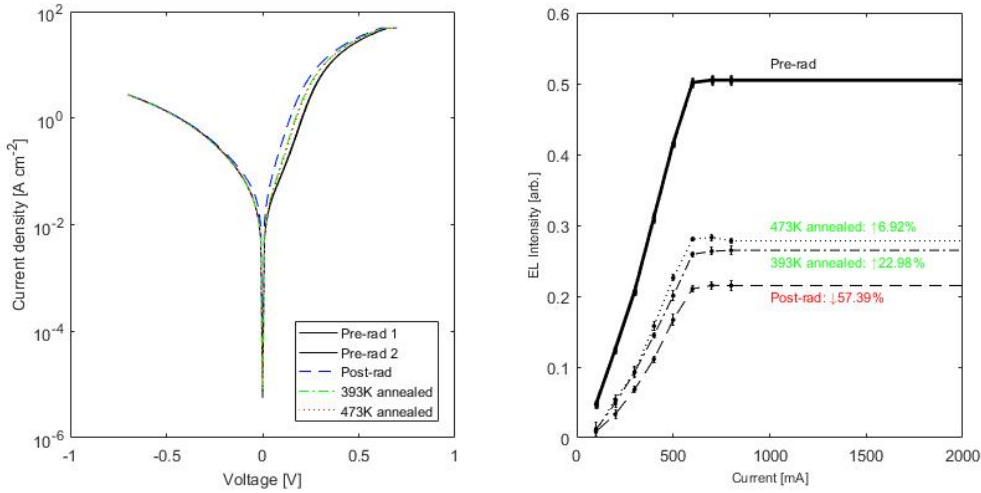 10^2
10^0
10^-2
10^-4
10^-6
Current density [A cm^-2]
-1
-0.5
0
0.5
1
Voltage [V]
Pre-rad 1
Pre-rad 2
Post-rad
393K annealed
473K annealed
0.6
0.5
0.4
0.3
0.2
0.1
0
EL Intensity [arb.]
Pre-rad
473K annealed: ↑6.92%
393K annealed: ↑22.98%
Post-rad: ↓57.39%
0
500
1000
1500
2000
Current [mA]